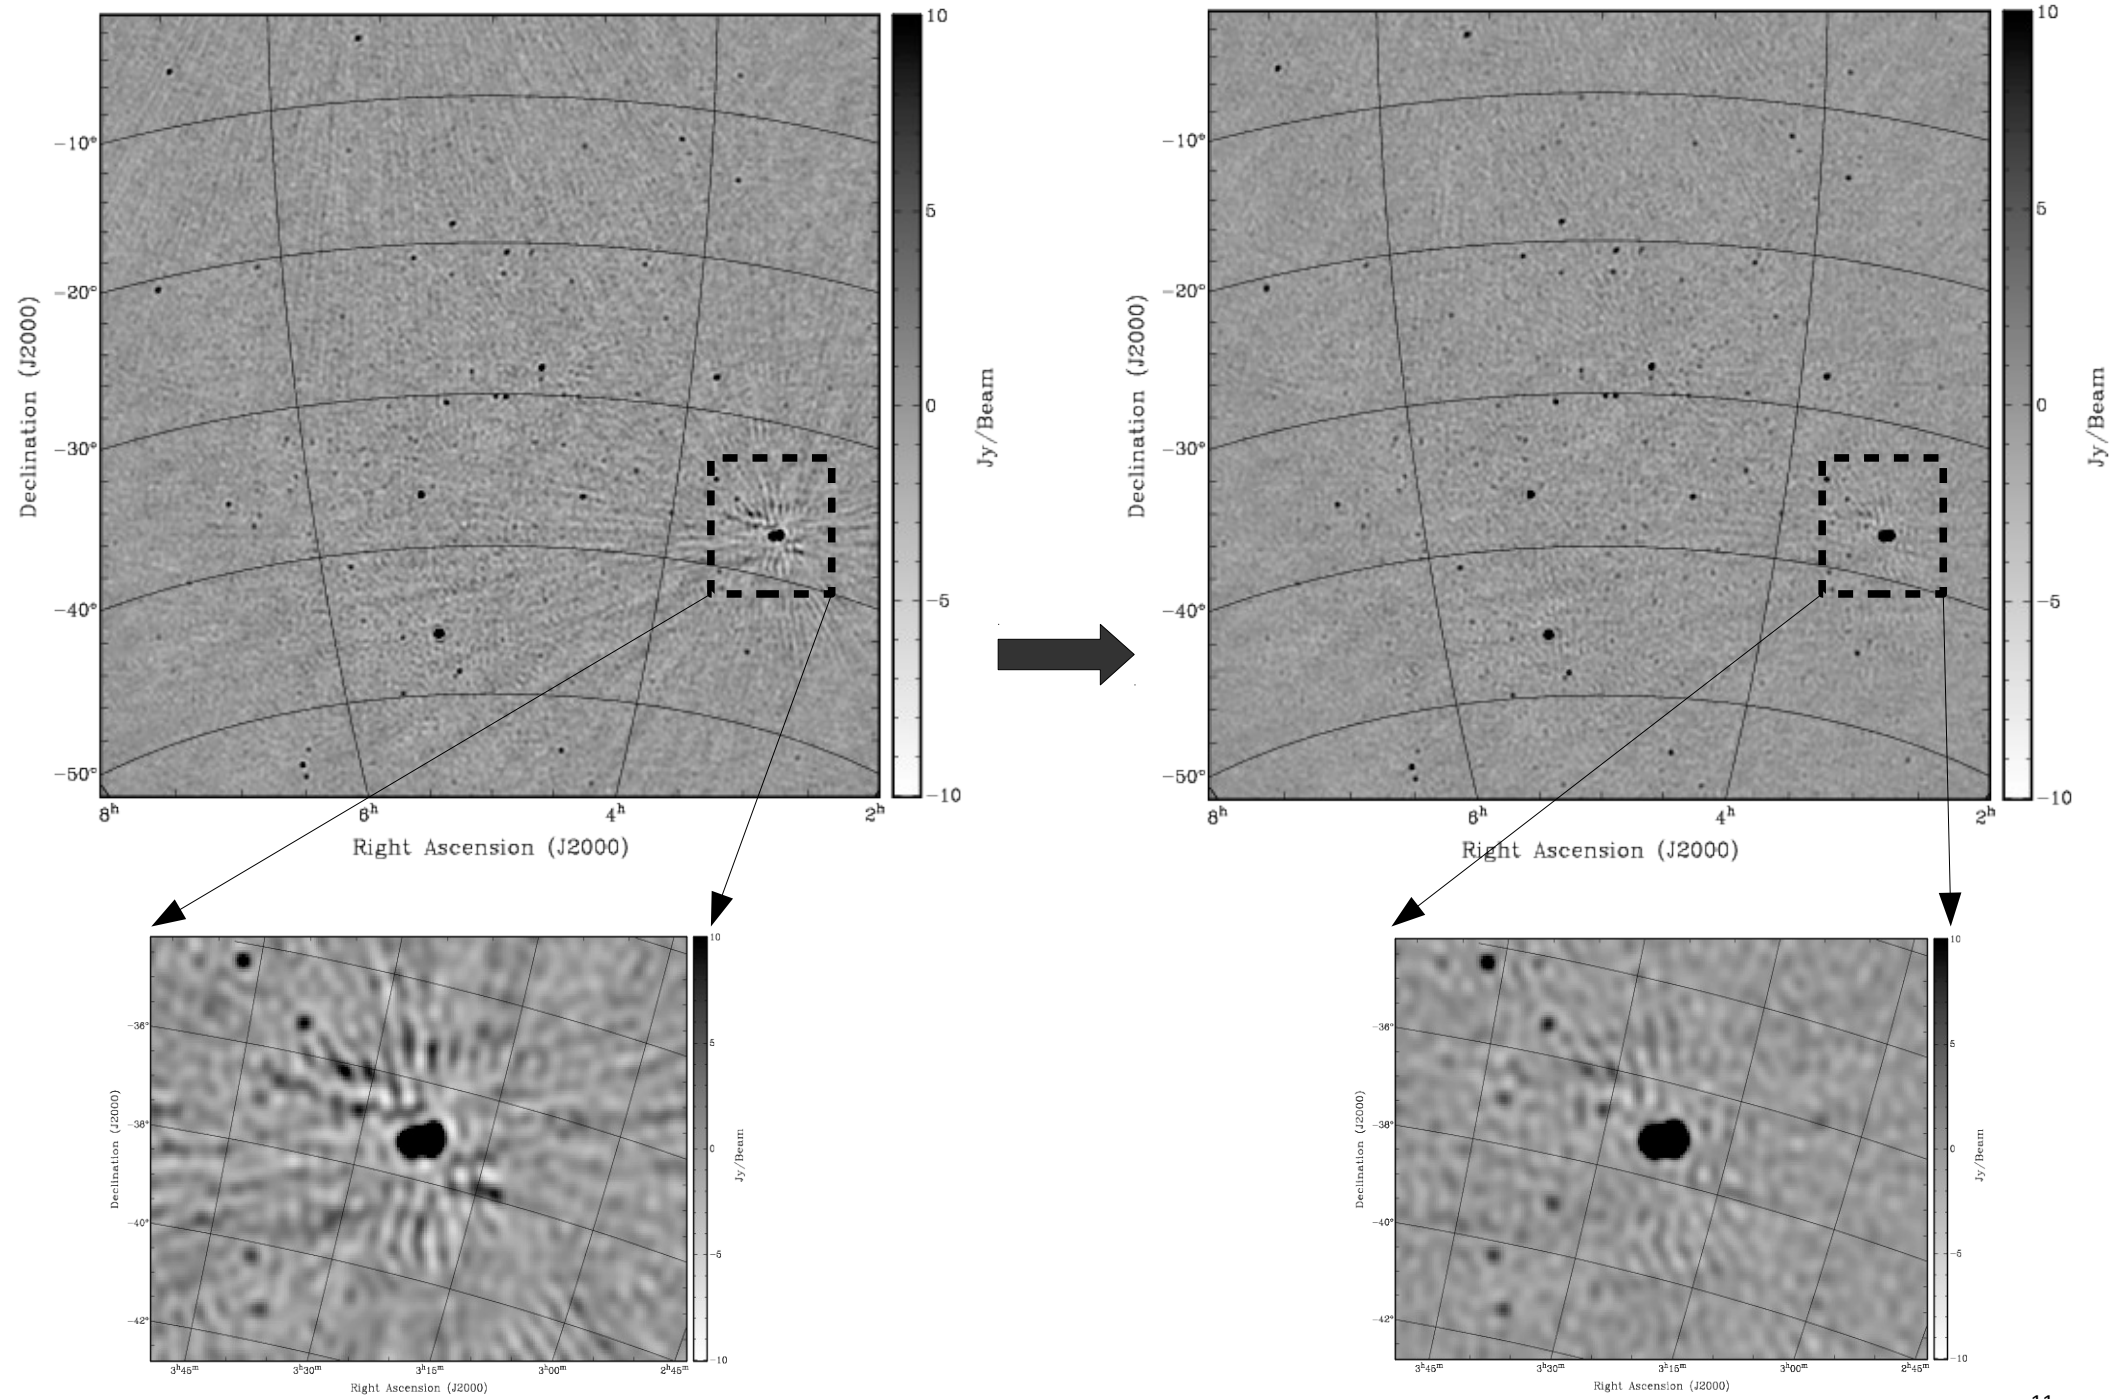 10
5
0
−5
−10
Jy/Beam
−10°
−20°
−30°
−40°
−50°
Declination (J2000)
8h 6h 4h 2h
Right Ascension (J2000)
10
5
0
−5
−10
Jy/Beam
−10°
−20°
−30°
−40°
−50°
Declination (J2000)
8h 6h 4h 2h
Right Ascension (J2000)
10
5
0
−5
−10
Jy/Beam
−36°
−38°
−40°
−42°
Declination (J2000)
3h45m 3h30m 3h15m 3h00m 2h45m
Right Ascension (J2000)
10
5
0
−5
−10
Jy/Beam
−36°
−38°
−40°
−42°
Declination (J2000)
3h45m 3h30m 3h15m 3h00m 2h45m
Right Ascension (J2000)